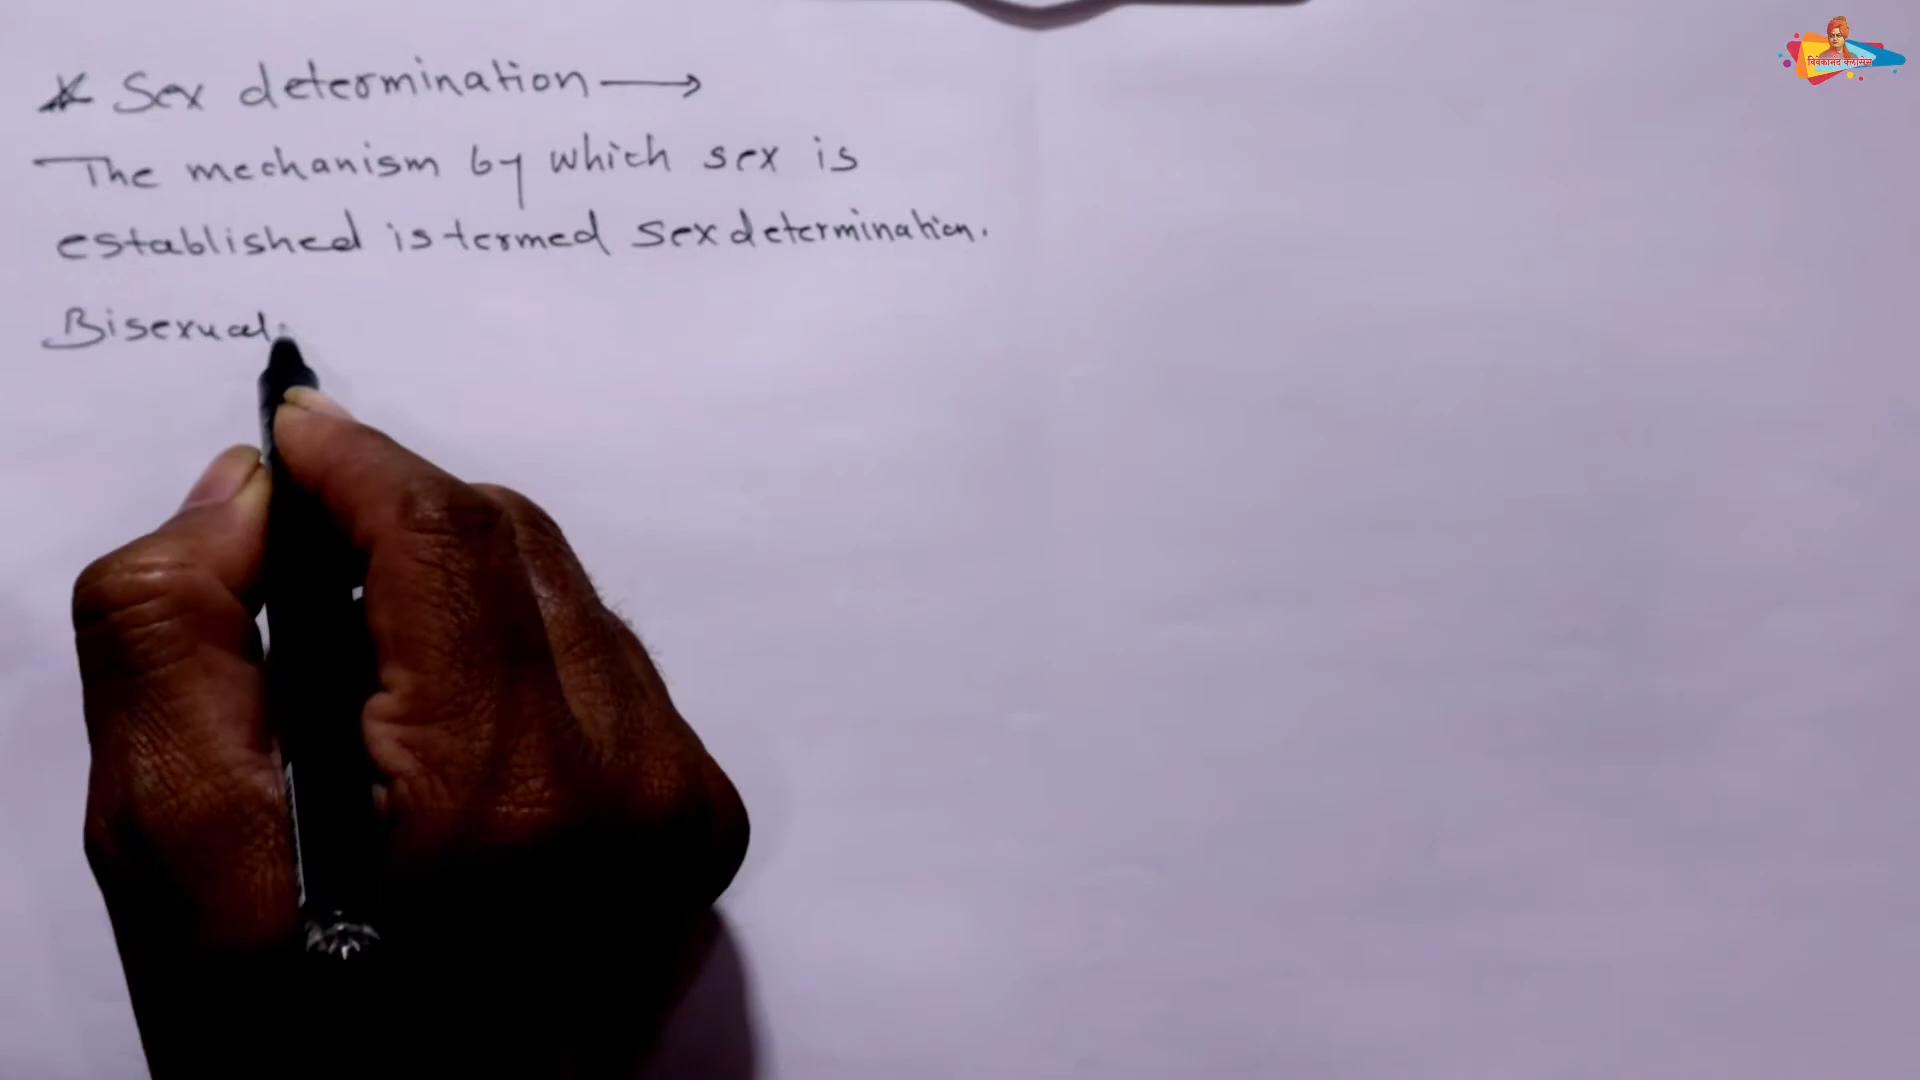 * Sex determination →
The mechanism by which sex is
established is termed sex determination.
Bisexual
विवेकानंद क्लासेस